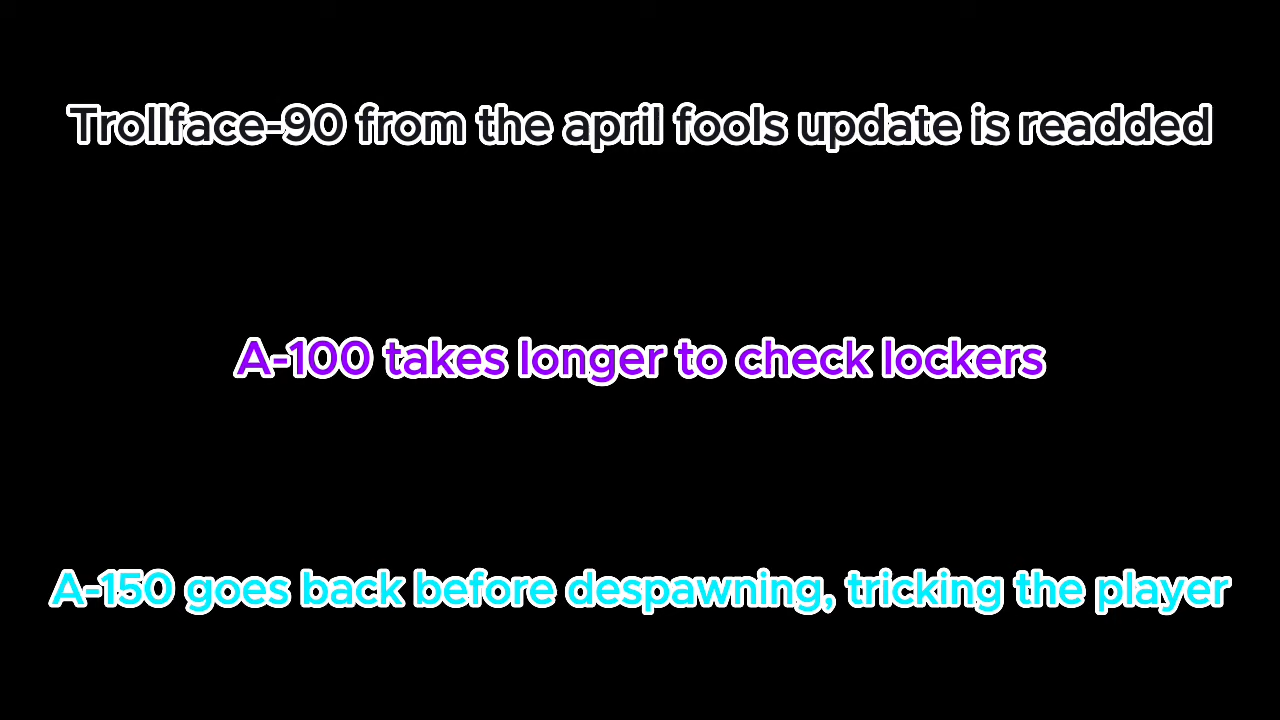 Trollface-90 from the april fools update is readded
A-100 takes longer to check lockers
A-150 goes back before despawning, tricking the player